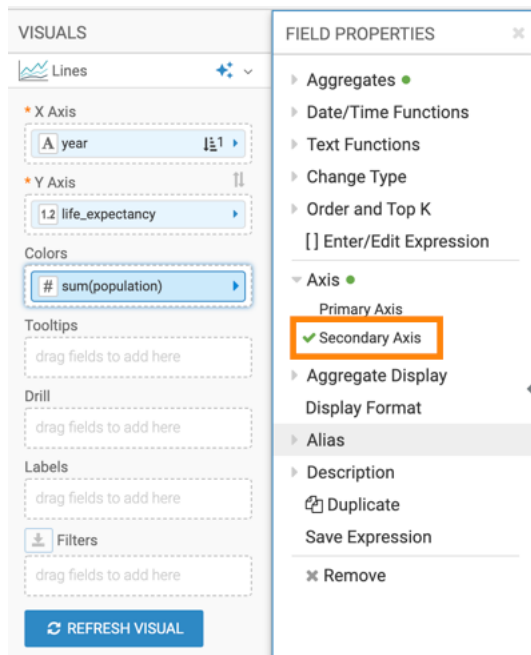 VISUALS
Lines
* X Axis
A year 1
* Y Axis
1.2 life_expectancy
Colors
# sum(population)
Tooltips
drag fields to add here
Drill
drag fields to add here
Labels
drag fields to add here
Filters
drag fields to add here
REFRESH VISUAL
FIELD PROPERTIES
Aggregates
Date/Time Functions
Text Functions
Change Type
Order and Top K
[ ] Enter/Edit Expression
Axis
Primary Axis
Secondary Axis
Aggregate Display
Display Format
Alias
Description
Duplicate
Save Expression
Remove